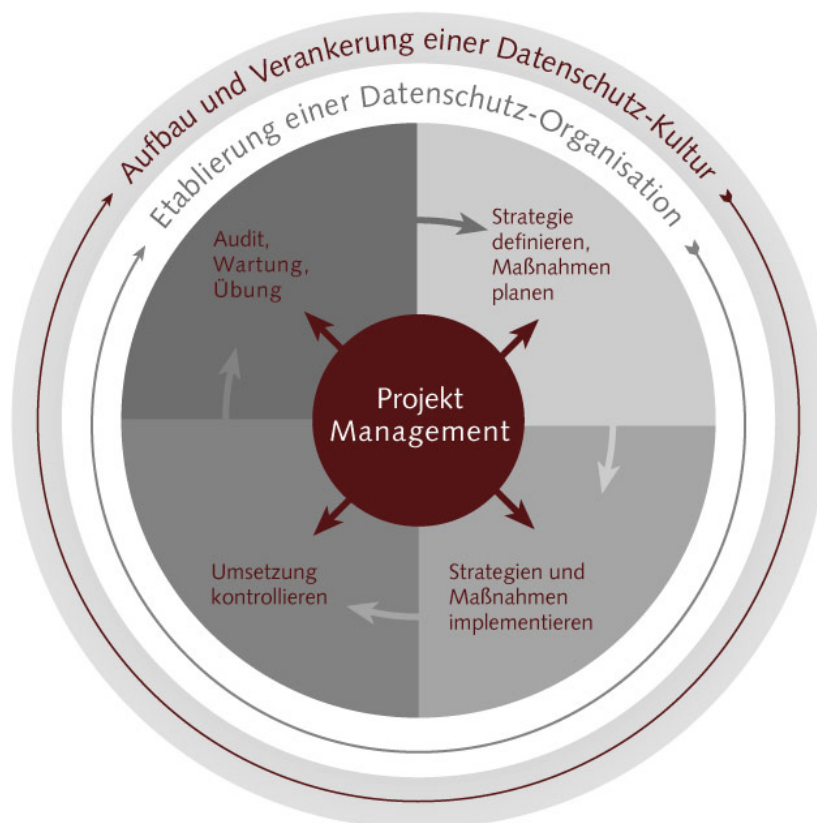 Aufbau und Verankerung einer Datenschutz-Kultur
Etablierung einer Datenschutz-Organisation
Audit,
Wartung,
Übung
Strategie
definieren,
Maßnahmen
planen
Projekt
Management
Umsetzung
kontrollieren
Strategien und
Maßnahmen
implementieren